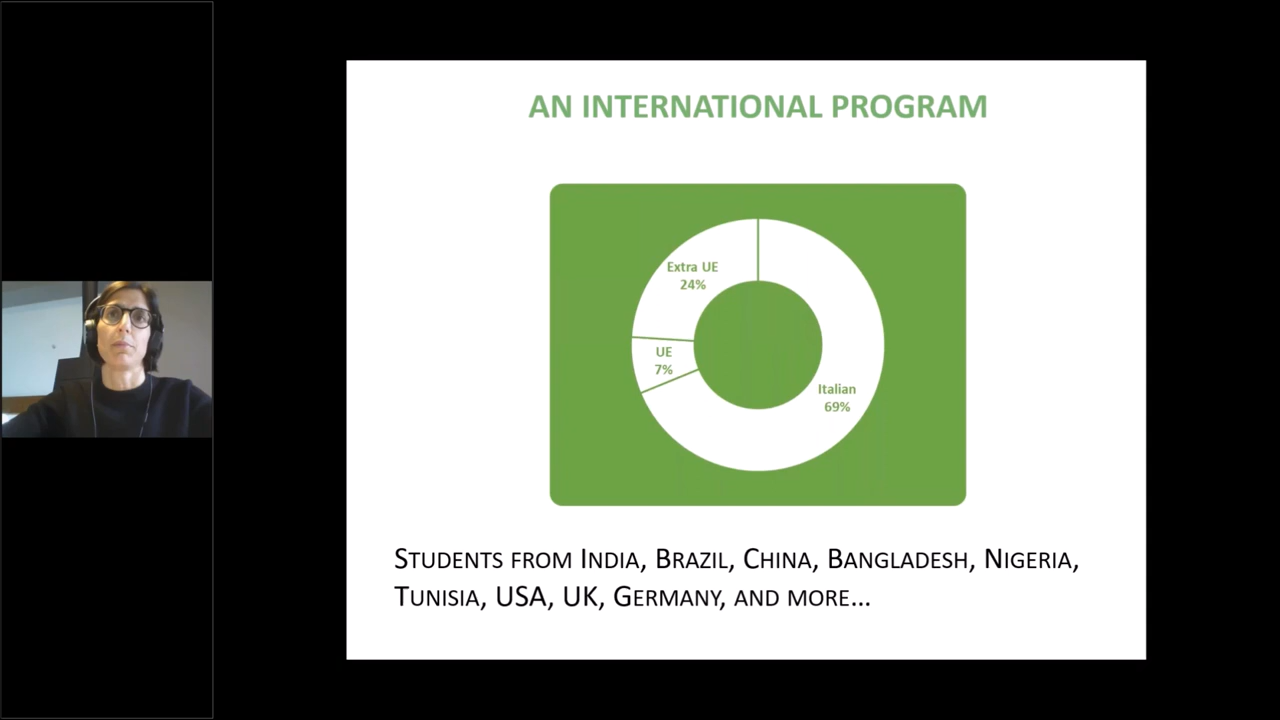 AN INTERNATIONAL PROGRAM
Extra UE
24%
UE
7%
Italian
69%
STUDENTS FROM INDIA, BRAZIL, CHINA, BANGLADESH, NIGERIA,
TUNISIA, USA, UK, GERMANY, AND MORE...